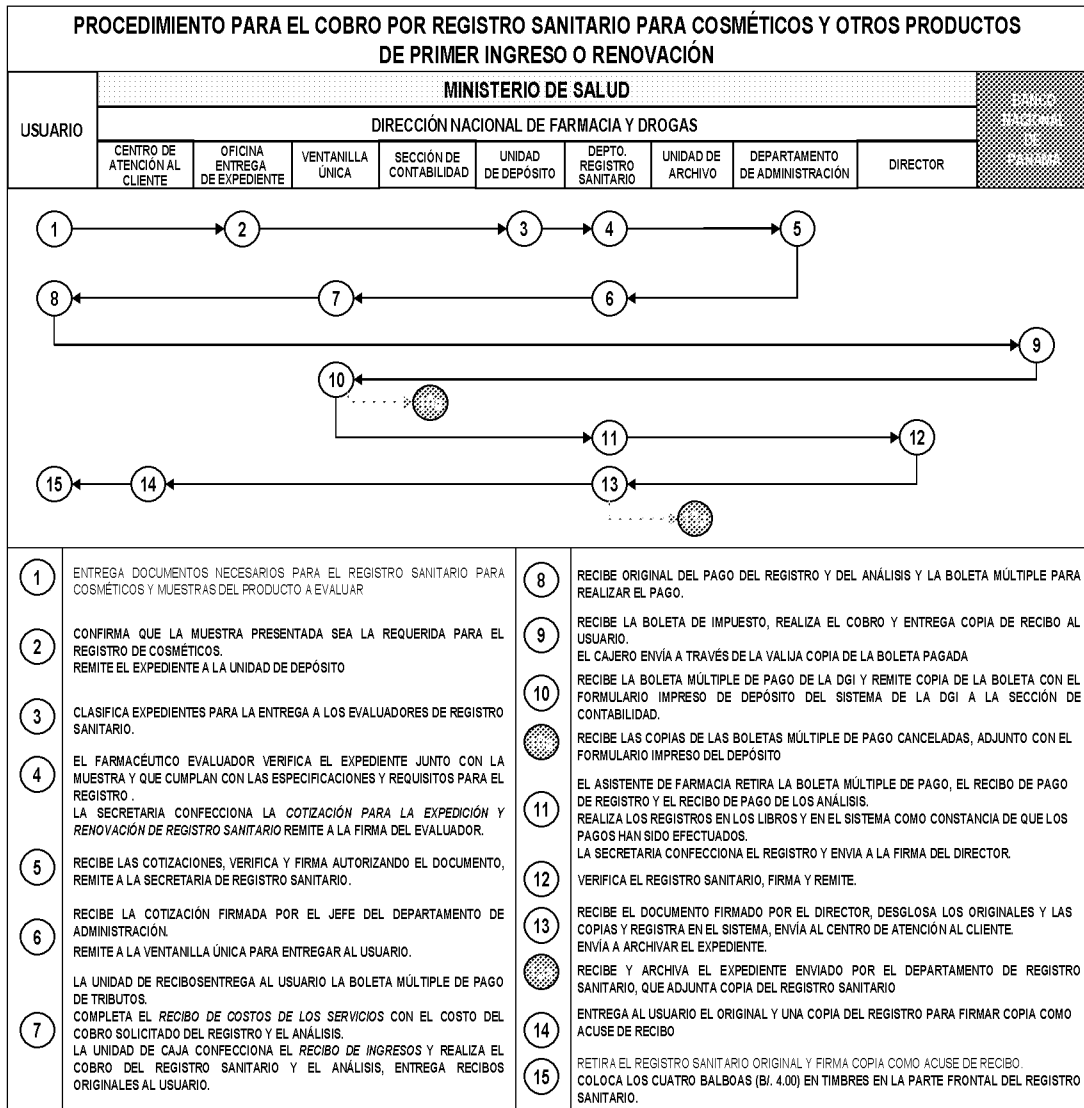 PROCEDIMIENTO PARA EL COBRO POR REGISTRO SANITARIO PARA COSMÉTICOS Y OTROS PRODUCTOS
DE PRIMER INGRESO O RENOVACIÓN
USUARIO
MINISTERIO DE SALUD
DIRECCIÓN NACIONAL DE FARMACIA Y DROGAS
CENTRO DE
ATENCIÓN AL
CLIENTE
OFICINA
ENTREGA
DE EXPEDIENTE
VENTANILLA
ÚNICA
SECCIÓN DE
CONTABILIDAD
UNIDAD
DE DEPÓSITO
DEPTO.
REGISTRO
SANITARIO
UNIDAD DE
ARCHIVO
DEPARTAMENTO
DE ADMINISTRACIÓN
DIRECTOR
BANCO
NACIONAL
DE
PANAMÁ
1 2 3 4 5
8 7 6
9
10
11 12
15 14 13
1
ENTREGA DOCUMENTOS NECESARIOS PARA EL REGISTRO SANITARIO PARA
COSMÉTICOS Y MUESTRAS DEL PRODUCTO A EVALUAR
2
CONFIRMA QUE LA MUESTRA PRESENTADA SEA LA REQUERIDA PARA EL
REGISTRO DE COSMÉTICOS.
REMITE EL EXPEDIENTE A LA UNIDAD DE DEPÓSITO
3
CLASIFICA EXPEDIENTES PARA LA ENTREGA A LOS EVALUADORES DE REGISTRO
SANITARIO.
4
EL FARMACÉUTICO EVALUADOR VERIFICA EL EXPEDIENTE JUNTO CON LA
MUESTRA Y QUE CUMPLAN CON LAS ESPECIFICACIONES Y REQUISITOS PARA EL
REGISTRO .
LA SECRETARIA CONFECCIONA LA COTIZACIÓN PARA LA EXPEDICIÓN Y
RENOVACIÓN DE REGISTRO SANITARIO REMITE A LA FIRMA DEL EVALUADOR.
5
RECIBE LAS COTIZACIONES, VERIFICA Y FIRMA AUTORIZANDO EL DOCUMENTO,
REMITE A LA SECRETARIA DE REGISTRO SANITARIO.
6
RECIBE LA COTIZACIÓN FIRMADA POR EL JEFE DEL DEPARTAMENTO DE
ADMINISTRACIÓN.
REMITE A LA VENTANILLA ÚNICA PARA ENTREGAR AL USUARIO.
7
LA UNIDAD DE RECIBOSENTREGA AL USUARIO LA BOLETA MÚLTIPLE DE PAGO
DE TRIBUTOS.
COMPLETA EL RECIBO DE COSTOS DE LOS SERVICIOS CON EL COSTO DEL
COBRO SOLICITADO DEL REGISTRO Y EL ANÁLISIS.
LA UNIDAD DE CAJA CONFECCIONA EL RECIBO DE INGRESOS Y REALIZA EL
COBRO DEL REGISTRO SANITARIO Y EL ANÁLISIS, ENTREGA RECIBOS
ORIGINALES AL USUARIO.
8
RECIBE ORIGINAL DEL PAGO DEL REGISTRO Y DEL ANÁLISIS Y LA BOLETA MÚLTIPLE PARA
REALIZAR EL PAGO.
9
RECIBE LA BOLETA DE IMPUESTO, REALIZA EL COBRO Y ENTREGA COPIA DE RECIBO AL
USUARIO.
EL CAJERO ENVÍA A TRAVÉS DE LA VALIJA COPIA DE LA BOLETA PAGADA
10
RECIBE LA BOLETA MÚLTIPLE DE PAGO DE LA DGI Y REMITE COPIA DE LA BOLETA CON EL
FORMULARIO IMPRESO DE DEPÓSITO DEL SISTEMA DE LA DGI A LA SECCIÓN DE
CONTABILIDAD.
RECIBE LAS COPIAS DE LAS BOLETAS MÚLTIPLE DE PAGO CANCELADAS, ADJUNTO CON EL
FORMULARIO IMPRESO DEL DEPÓSITO
11
EL ASISTENTE DE FARMACIA RETIRA LA BOLETA MÚLTIPLE DE PAGO, EL RECIBO DE PAGO
DE REGISTRO Y EL RECIBO DE PAGO DE LOS ANÁLISIS.
REALIZA LOS REGISTROS EN LOS LIBROS Y EN EL SISTEMA COMO CONSTANCIA DE QUE LOS
PAGOS HAN SIDO EFECTUADOS.
LA SECRETARIA CONFECCIONA EL REGISTRO Y ENVIA A LA FIRMA DEL DIRECTOR.
12
VERIFICA EL REGISTRO SANITARIO, FIRMA Y REMITE.
13
RECIBE EL DOCUMENTO FIRMADO POR EL DIRECTOR, DESGLOSA LOS ORIGINALES Y LAS
COPIAS Y REGISTRA EN EL SISTEMA, ENVÍA AL CENTRO DE ATENCIÓN AL CLIENTE.
ENVÍA A ARCHIVAR EL EXPEDIENTE.
RECIBE Y ARCHIVA EL EXPEDIENTE ENVIADO POR EL DEPARTAMENTO DE REGISTRO
SANITARIO, QUE ADJUNTA COPIA DEL REGISTRO SANITARIO
14
ENTREGA AL USUARIO EL ORIGINAL Y UNA COPIA DEL REGISTRO PARA FIRMAR COPIA COMO
ACUSE DE RECIBO
15
RETIRA EL REGISTRO SANITARIO ORIGINAL Y FIRMA COPIA COMO ACUSE DE RECIBO.
COLOCA LOS CUATRO BALBOAS (B/. 4.00) EN TIMBRES EN LA PARTE FRONTAL DEL REGISTRO
SANITARIO.